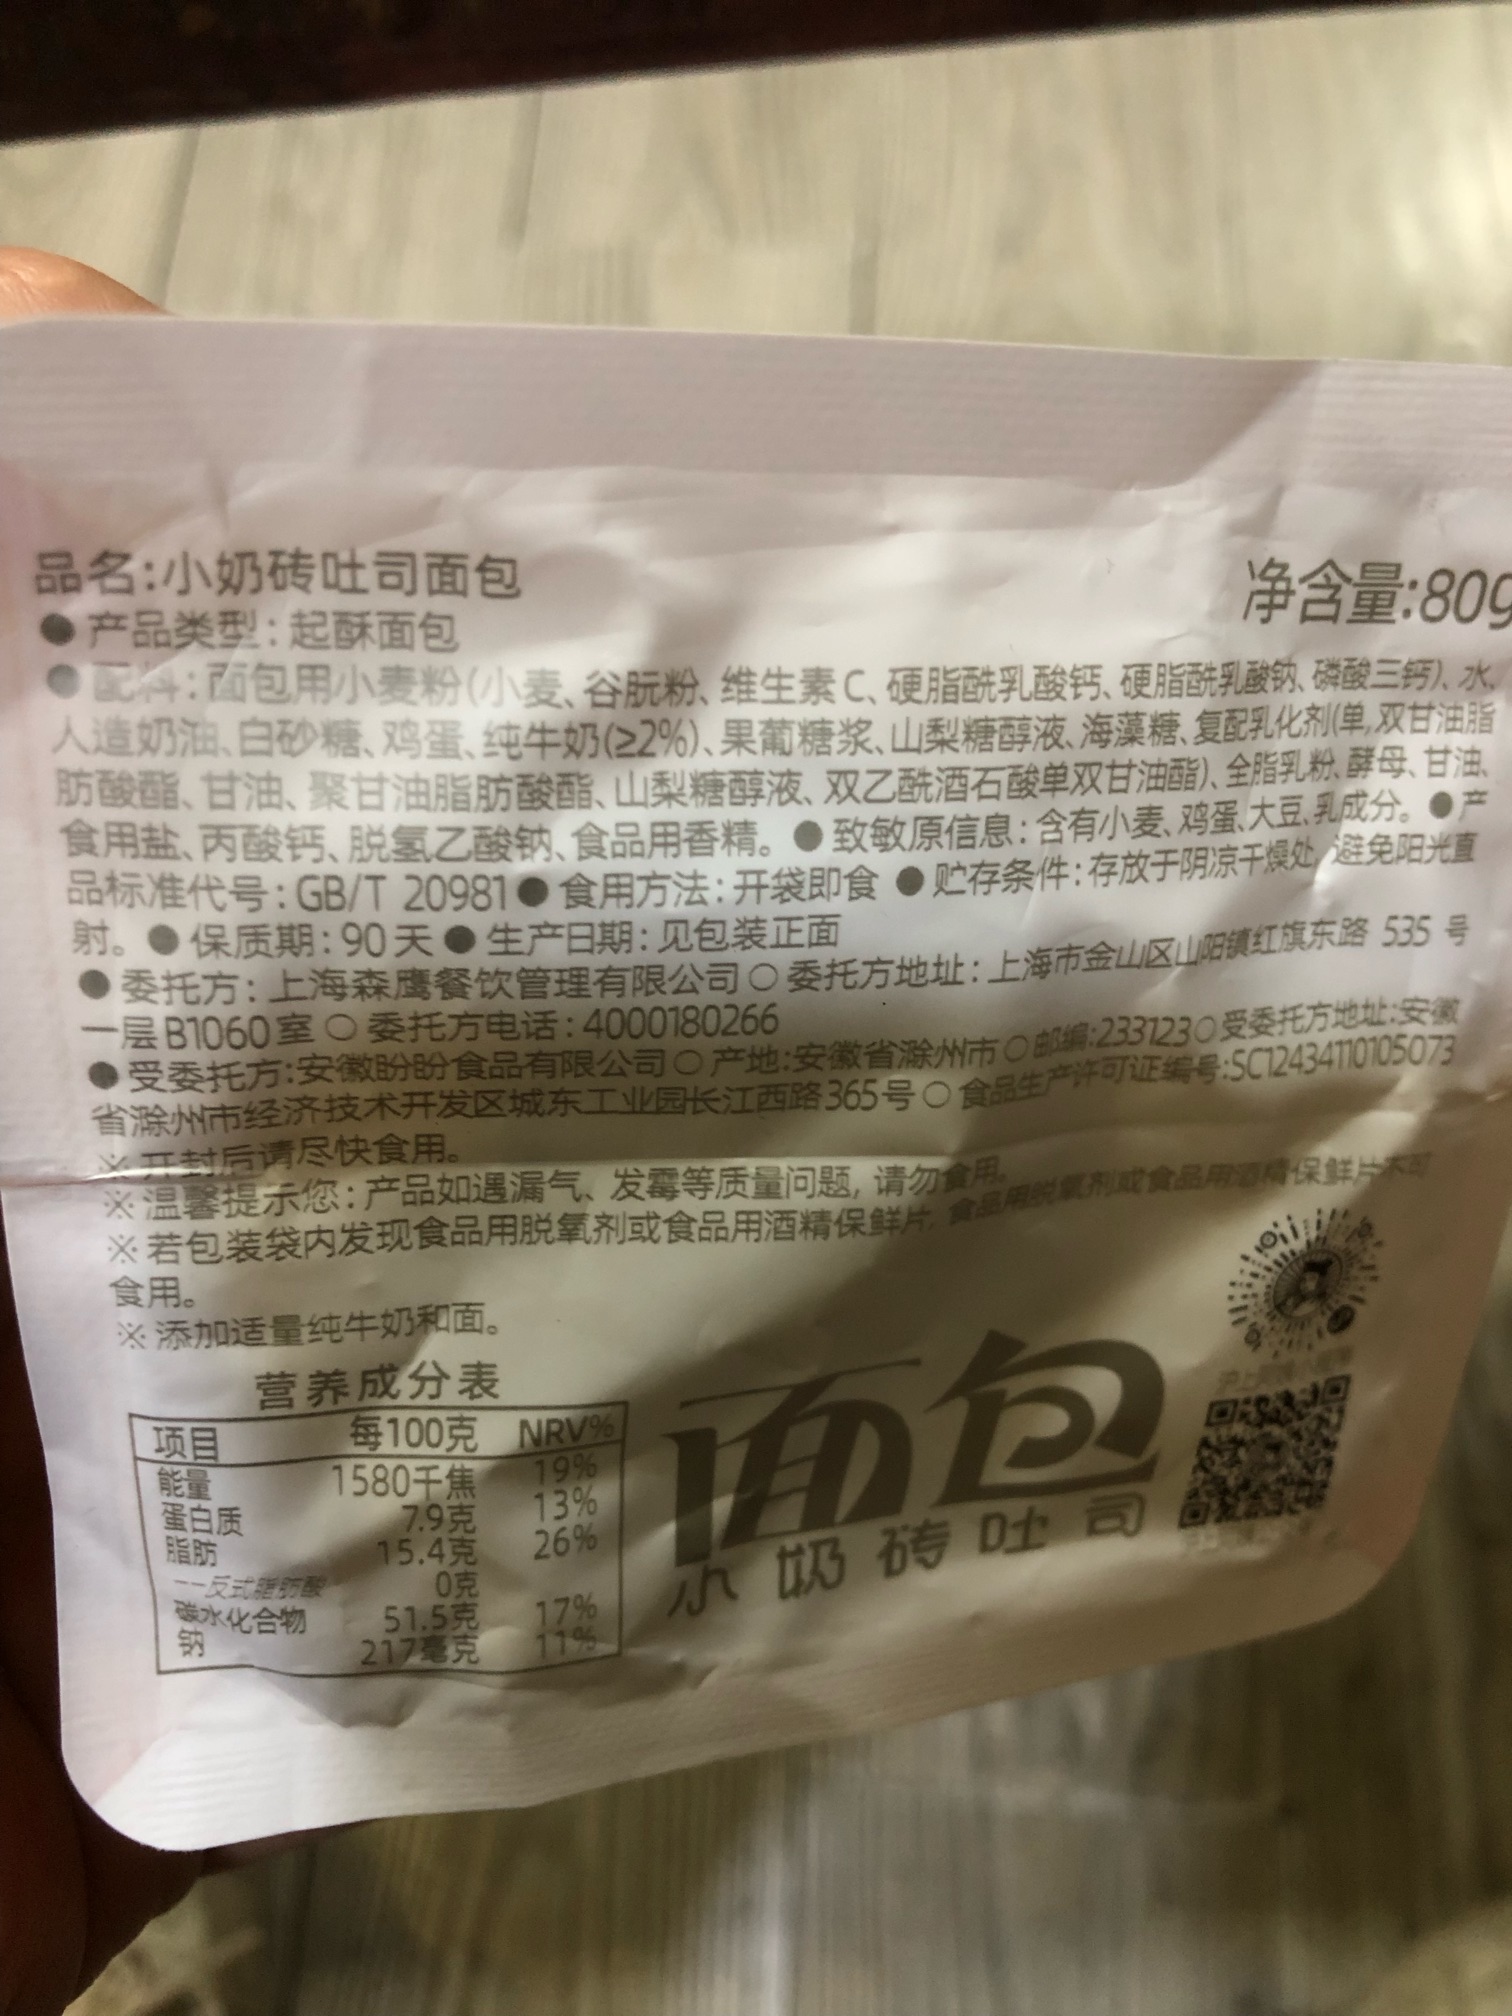 品名:小奶砖吐司面包
净含量:80g
● 产品类型:起酥面包
● 配料:面包用小麦粉(小麦、谷朊粉、维生素C、硬脂酰乳酸钙、硬脂酰乳酸钠、磷酸三钙)、水、
人造奶油、白砂糖、鸡蛋、纯牛奶(≥2%)、果葡糖浆、山梨糖醇液、海藻糖、复配乳化剂(单,双甘油脂
肪酸酯、甘油、聚甘油脂肪酸酯、山梨糖醇液、双乙酰酒石酸单双甘油酯)、全脂乳粉、酵母、甘油、
食用盐、丙酸钙、脱氢乙酸钠、食品用香精。● 致敏原信息:含有小麦、鸡蛋、大豆、乳成分。● 产
品标准代号:GB/T 20981 ● 食用方法:开袋即食 ● 贮存条件:存放于阴凉干燥处,避免阳光直
射。● 保质期:90天 ● 生产日期:见包装正面
● 委托方:上海森鹰餐饮管理有限公司 ○ 委托方地址:上海市金山区山阳镇红旗东路 535 号
一层B1060室 ○ 委托方电话:4000180266
● 受委托方:安徽盼盼食品有限公司 ○ 产地:安徽省滁州市 ○ 邮编:233123 ○ 受委托方地址:安徽
省滁州市经济技术开发区城东工业园长江西路365号 ○ 食品生产许可证编号:SC12434110105073
※ 开封后请尽快食用。
※ 温馨提示您:产品如遇漏气、发霉等质量问题,请勿食用。
※ 若包装袋内发现食品用脱氧剂或食品用酒精保鲜片,食品用脱氧剂或食品用酒精保鲜片不可
食用。
※ 添加适量纯牛奶和面。
营养成分表
项目 每100克 NRV%
能量 1580千焦 19%
蛋白质 7.9克 13%
脂肪 15.4克 26%
--反式脂肪酸 0克
碳水化合物 51.5克 17%
钠 217毫克 11%
面包
小奶砖吐司